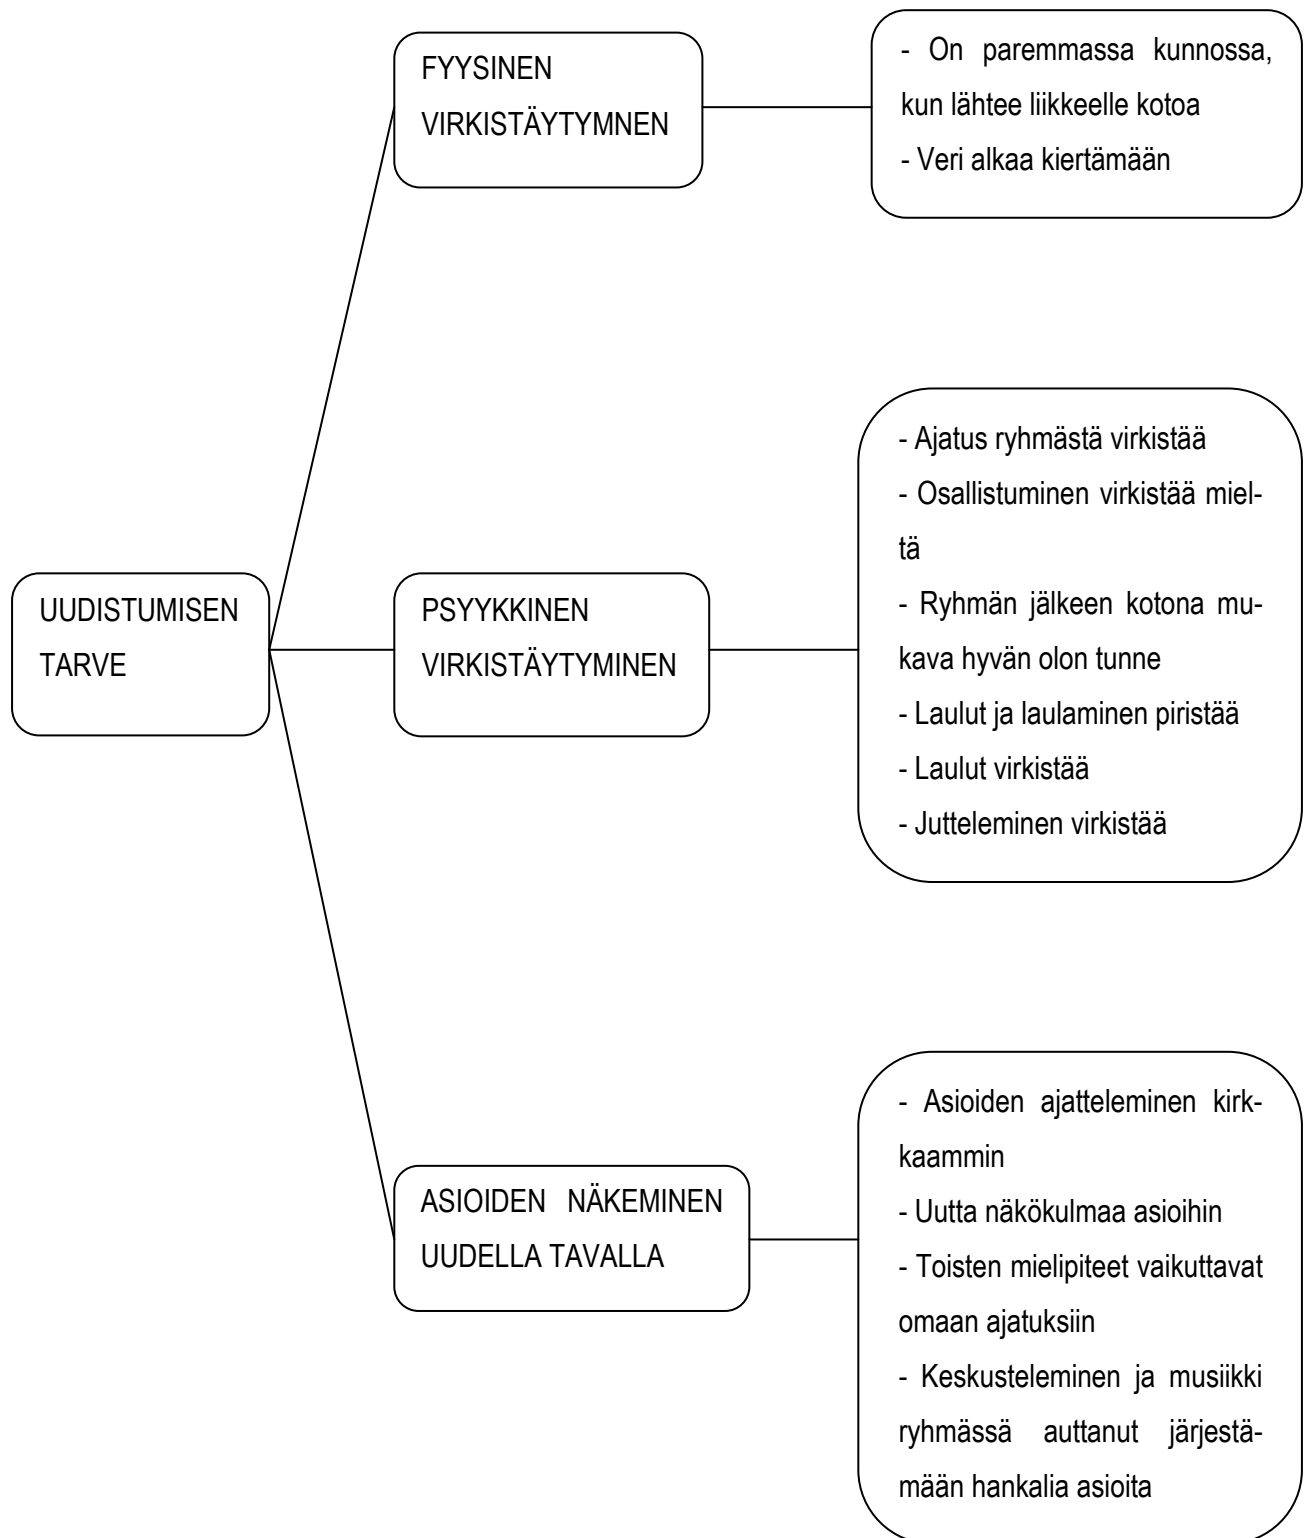 FYYSINEN
VIRKISTÄYTYMNEN
- On paremmassa kunnossa,
kun lähtee liikkeelle kotoa
- Veri alkaa kiertämään
UUDISTUMISEN
TARVE
PSYYKKINEN
VIRKISTÄYTYMINEN
- Ajatus ryhmästä virkistää
- Osallistuminen virkistää miel-
tä
- Ryhmän jälkeen kotona mu-
kava hyvän olon tunne
- Laulut ja laulaminen piristää
- Laulut virkistää
- Jutteleminen virkistää
ASIOIDEN NÄKEMINEN
UUDELLA TAVALLA
- Asioiden ajatteleminen kirk-
kaammin
- Uutta näkökulmaa asioihin
- Toisten mielipiteet vaikuttavat
omaan ajatuksiin
- Keskusteleminen ja musiikki
ryhmässä auttanut järjestä-
mään hankalia asioita